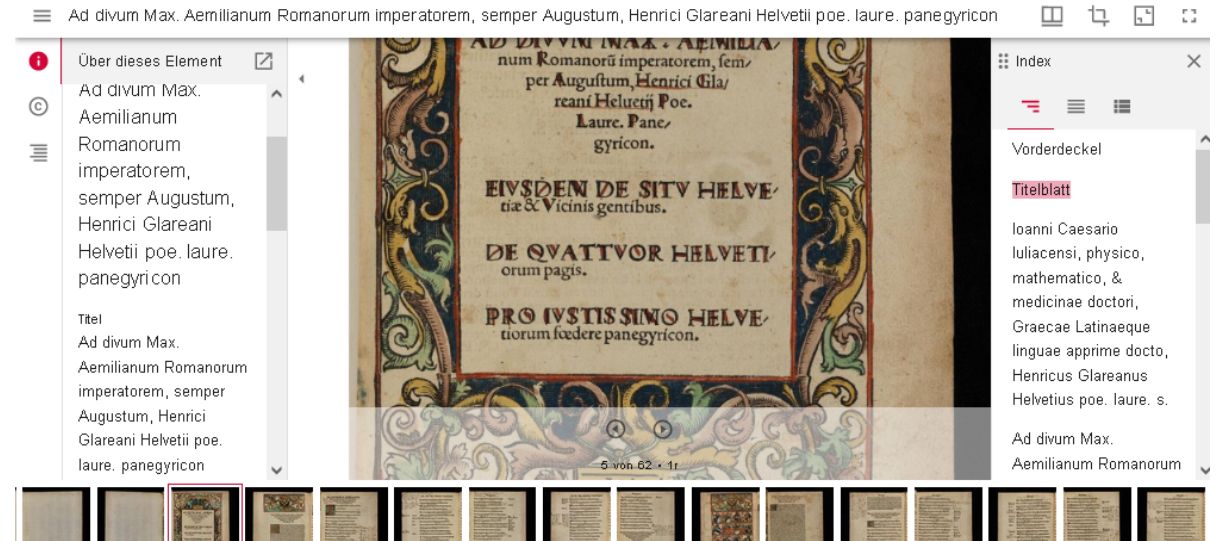 Ad divum Max. Aemilianum Romanorum imperatorem, semper Augustum, Henrici Glareani Helvetii poe. laure. panegyricon
Über dieses Element
Ad divum Max.
Aemilianum
Romanorum
imperatorem,
semper Augustum,
Henrici Glareani
Helvetii poe. laure.
panegyricon
Titel
Ad divum Max.
Aemilianum Romanorum
imperatorem, semper
Augustum, Henrici
Glareani Helvetii poe.
laure. panegyricon
AD DIVVM MAX. AEMILIA⸗
num Romanorū imperatorem, ſem⸗
per Auguſtum, Henrici Gla⸗
reani Heluetij Poe.
Laure. Pane⸗
gyricon.
EIVSDEM DE SITV HELVE⸗
tiæ & Vicinis gentibus.
DE QVATTVOR HELVETI⸗
orum pagis.
PRO IVSTISSIMO HELVE⸗
tiorum fœdere panegyricon.
5 von 62 • 1r
Index
Vorderdeckel
Titelblatt
Ioanni Caesario
Iuliacensi, physico,
mathematico, &
medicinae doctori,
Graecae Latinaeque
linguae apprime docto,
Henricus Glareanus
Helvetius poe. laure. s.
Ad divum Max.
Aemilianum Romanorum